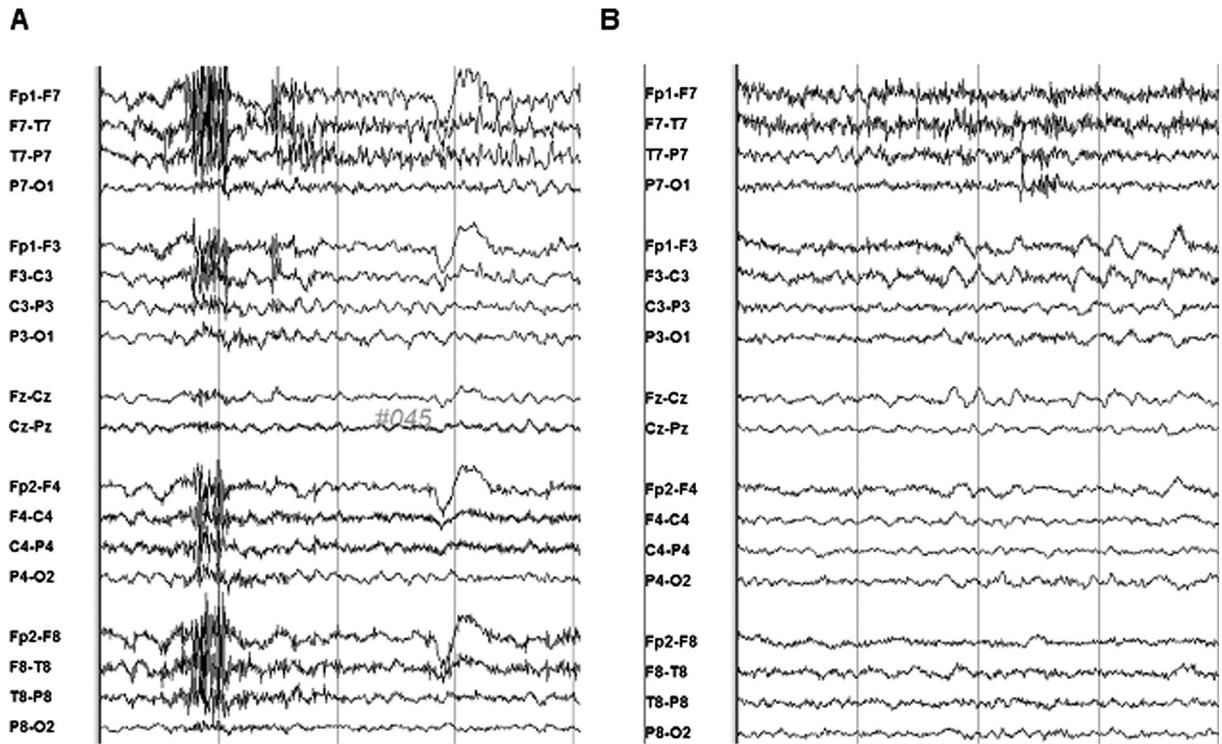 A
Fp1-F7
F7-T7
T7-P7
P7-O1
Fp1-F3
F3-C3
C3-P3
P3-O1
Fz-Cz
Cz-Pz
#045
Fp2-F4
F4-C4
C4-P4
P4-O2
Fp2-F8
F8-T8
T8-P8
P8-O2
B
Fp1-F7
F7-T7
T7-P7
P7-O1
Fp1-F3
F3-C3
C3-P3
P3-O1
Fz-Cz
Cz-Pz
Fp2-F4
F4-C4
C4-P4
P4-O2
Fp2-F8
F8-T8
T8-P8
P8-O2